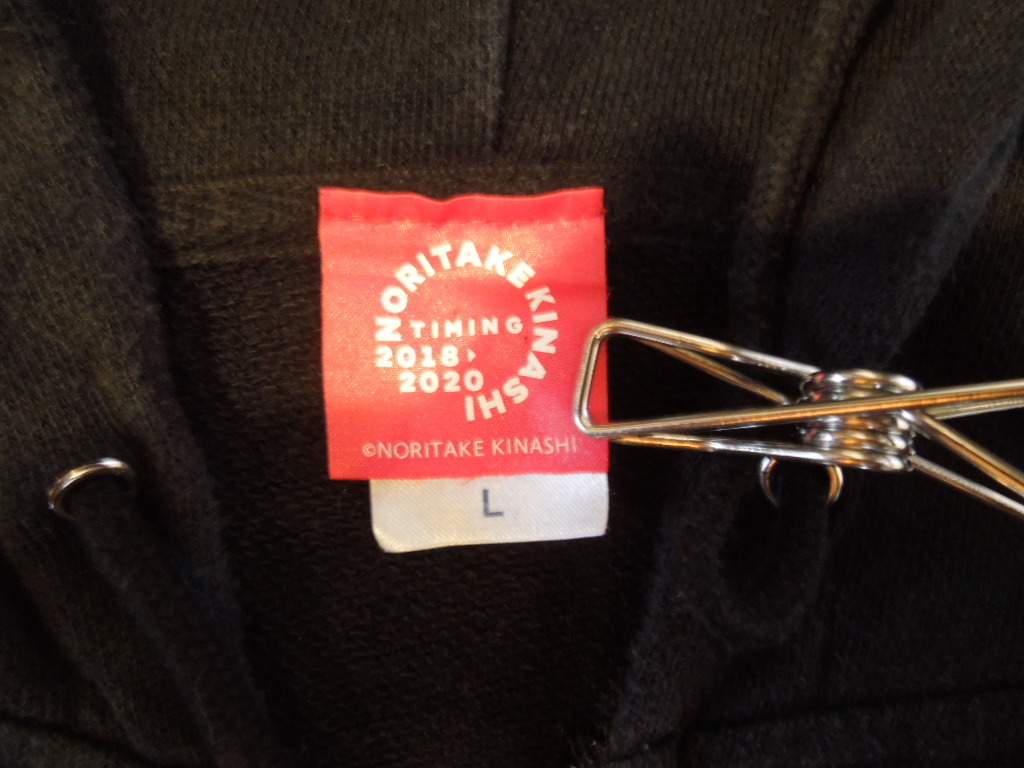 NORITAKE KINASHI
TIMING
2018›
2020
©NORITAKE KINASHI
L